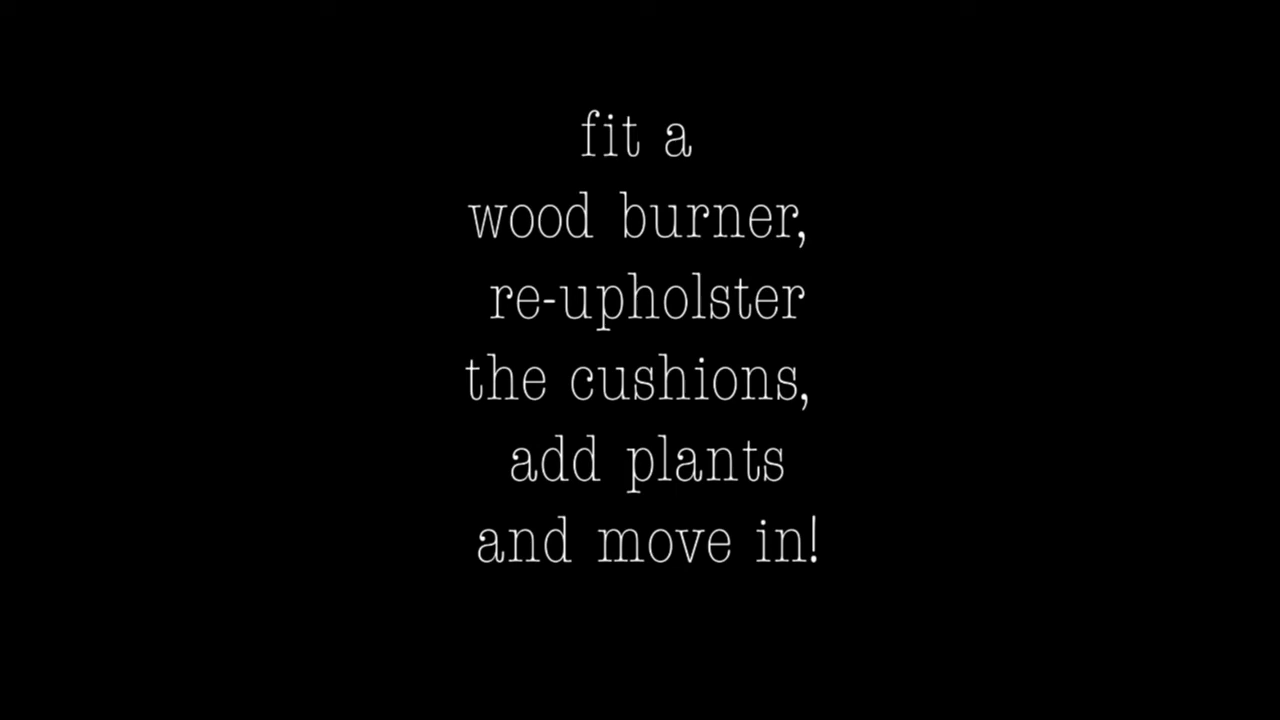 fit a
wood burner,
re-upholster
the cushions,
add plants
and move in!